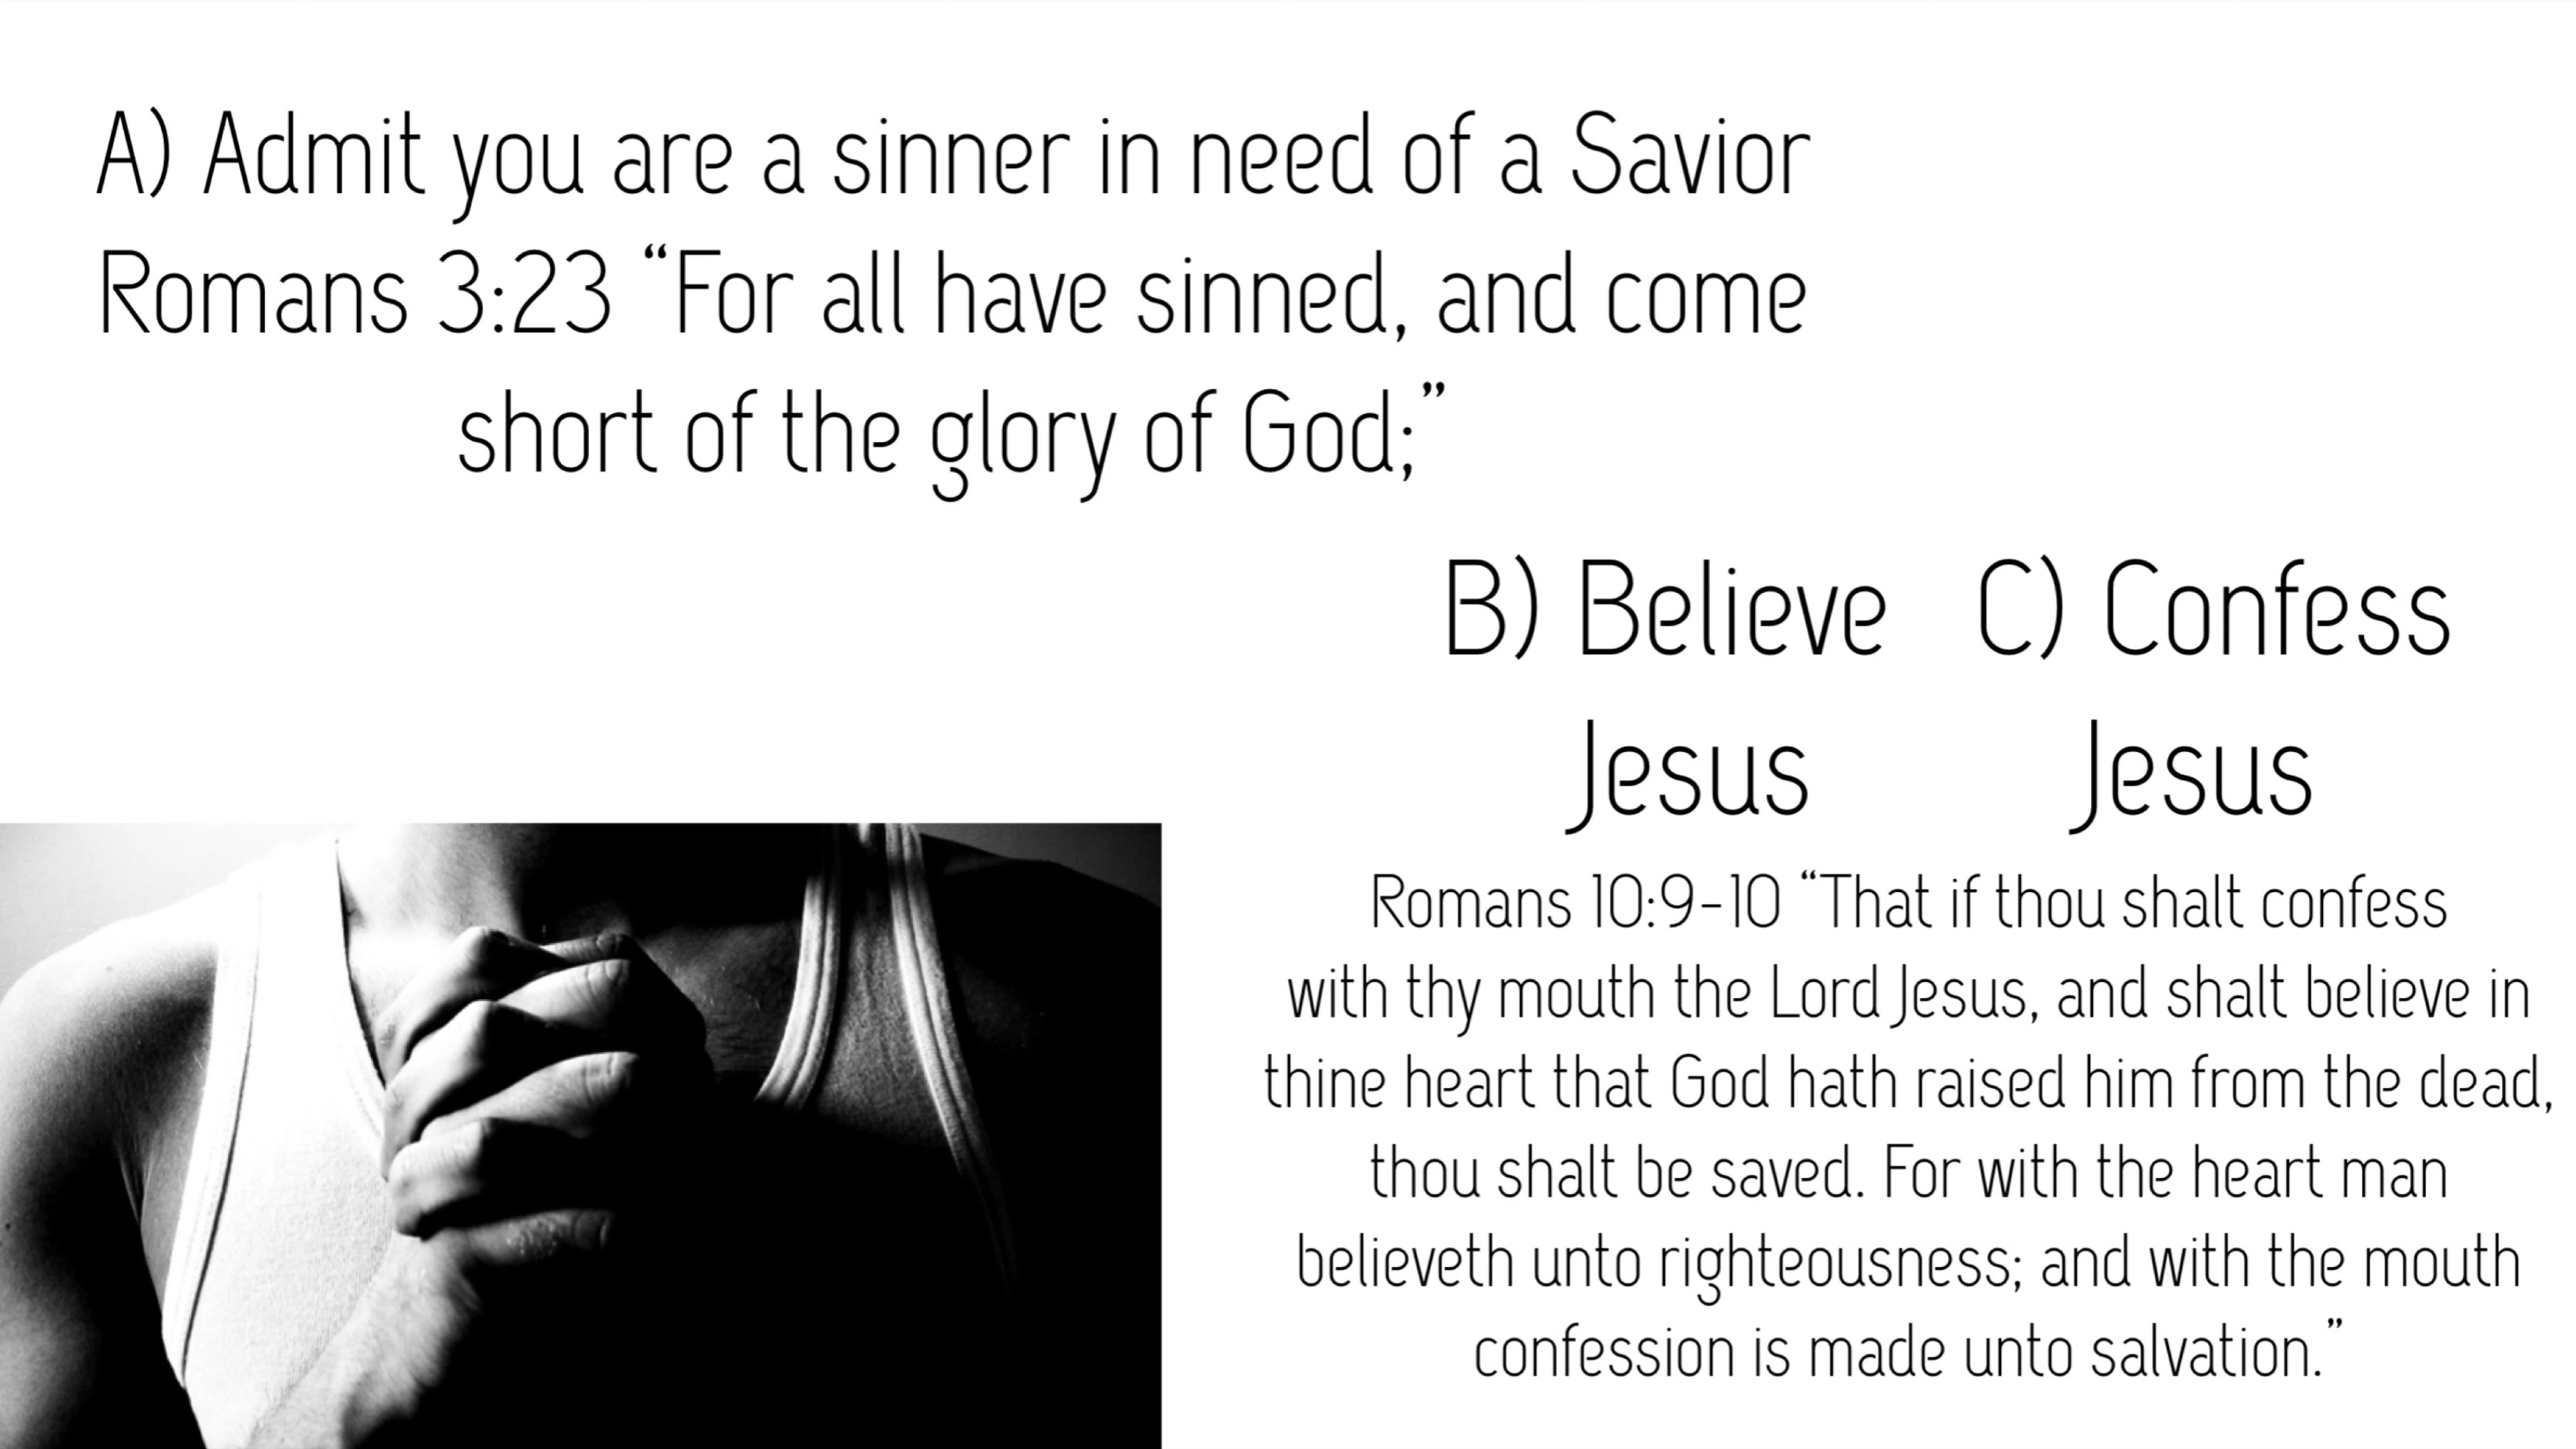 A) Admit you are a sinner in need of a Savior
Romans 3:23 “For all have sinned, and come
short of the glory of God;”
B) Believe
Jesus
C) Confess
Jesus
Romans 10:9-10 “That if thou shalt confess
with thy mouth the Lord Jesus, and shalt believe in
thine heart that God hath raised him from the dead,
thou shalt be saved. For with the heart man
believeth unto righteousness; and with the mouth
confession is made unto salvation.”